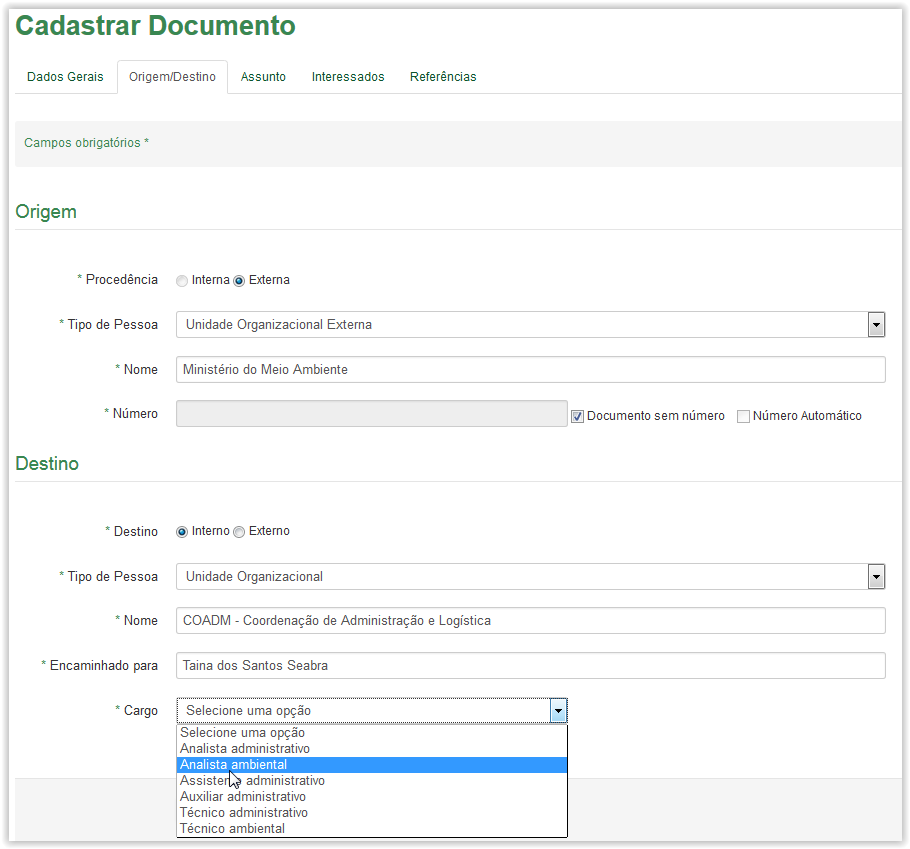 Cadastrar Documento
Dados Gerais Origem/Destino Assunto Interessados Referências
Campos obrigatórios *
Origem
* Procedência Interna Externa
* Tipo de Pessoa Unidade Organizacional Externa
* Nome Ministério do Meio Ambiente
* Número Documento sem número Número Automático
Destino
* Destino Interno Externo
* Tipo de Pessoa Unidade Organizacional
* Nome COADM - Coordenação de Administração e Logística
* Encaminhado para Taina dos Santos Seabra
* Cargo Selecione uma opção
Selecione uma opção
Analista administrativo
Analista ambiental
Assistente administrativo
Auxiliar administrativo
Técnico administrativo
Técnico ambiental